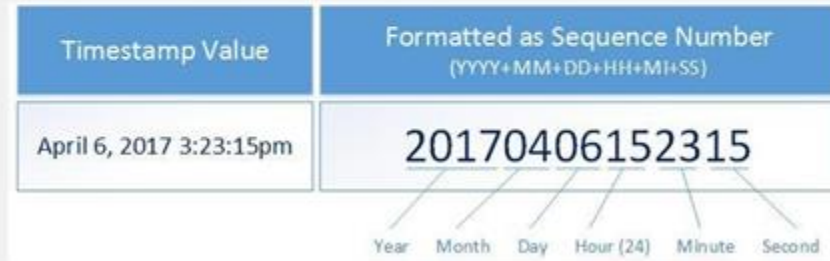 Timestamp Value
Formatted as Sequence Number
(YYYY+MM+DD+HH+MI+SS)
April 6, 2017 3:23:15pm
20170406152315
Year Month Day Hour (24) Minute Second